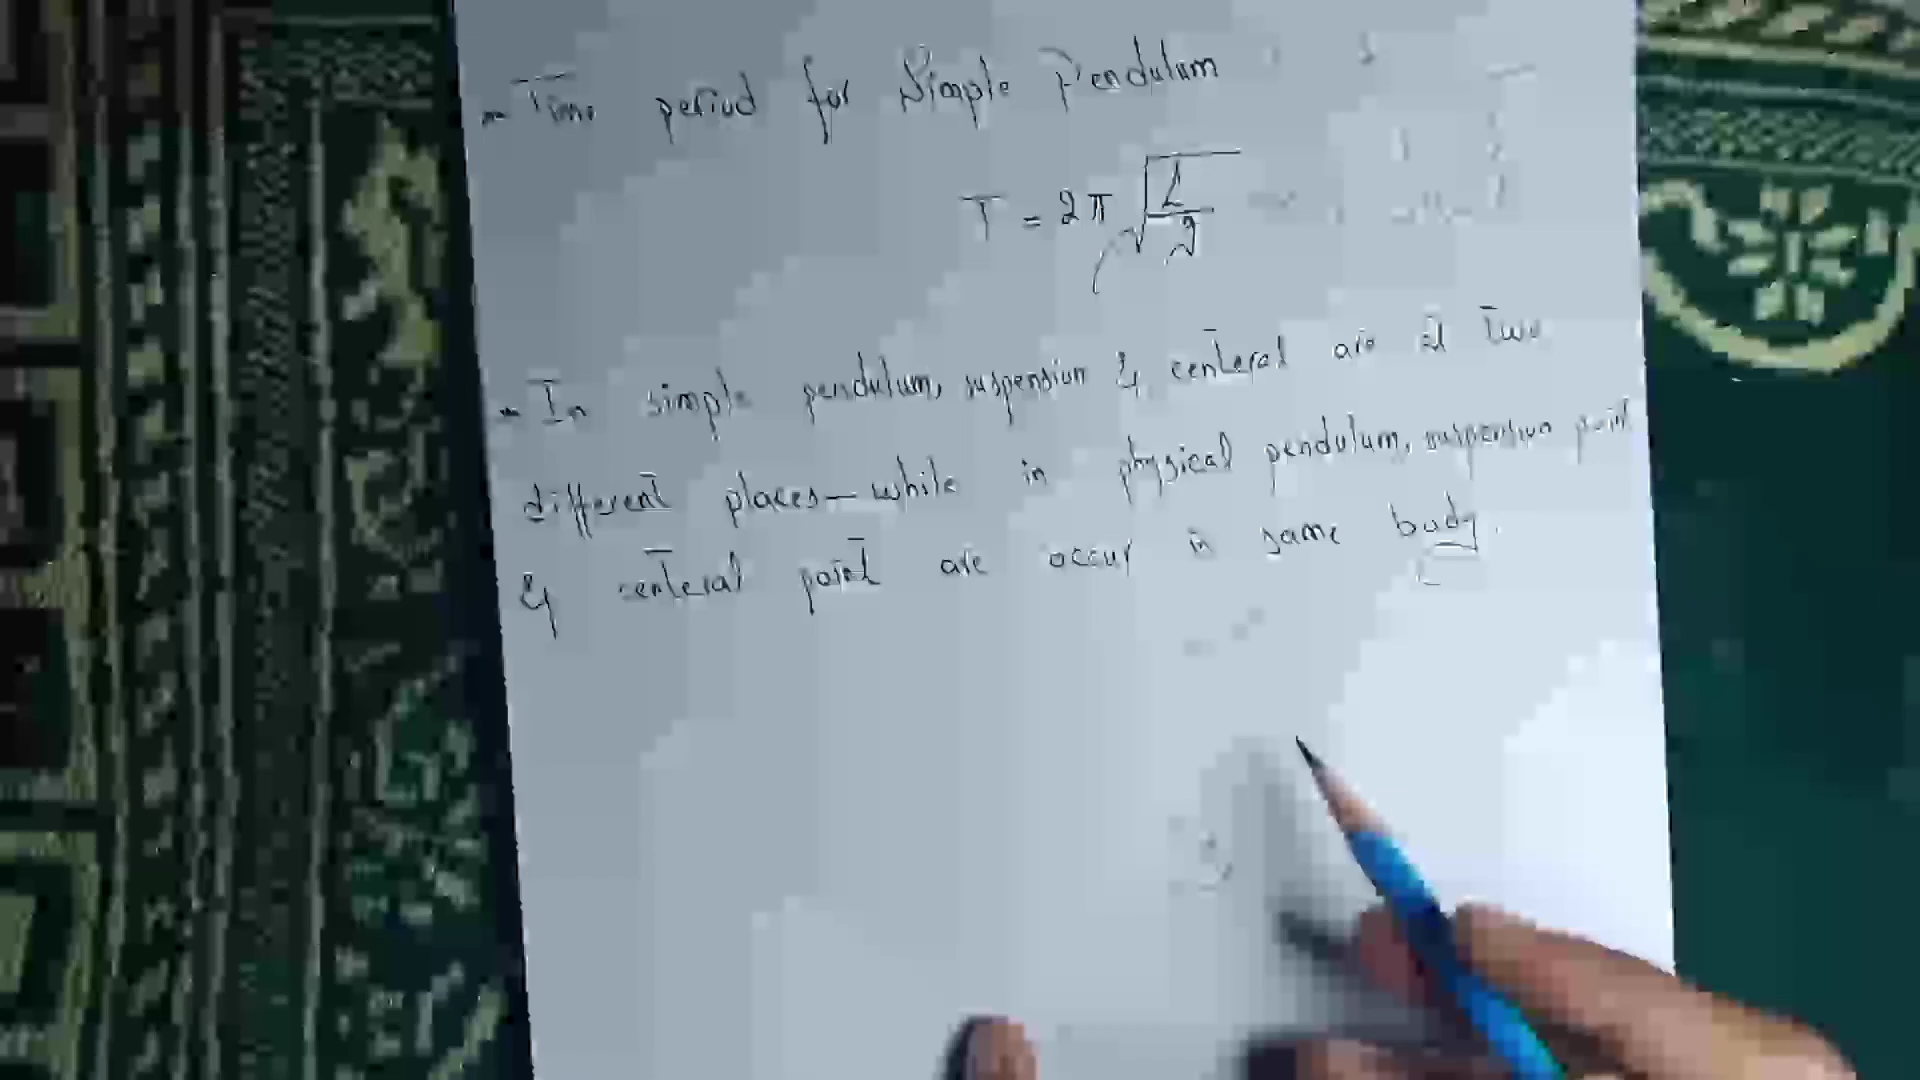 - Time period for Simple Pendulum
T = 2π √(L/g)
- In simple pendulum, suspension & centeral are at two
different places - while in physical pendulum, suspension point
& centeral point are occur in same body.